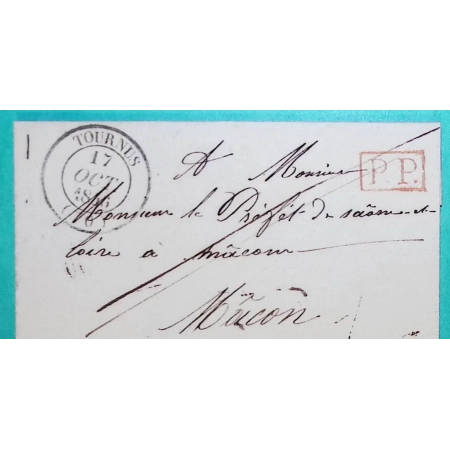 TOURNUS
17
OCT
A Monsieur
P.P.
Monsieur le Préfet de saône-et-
loire à mâcon
Mâcon